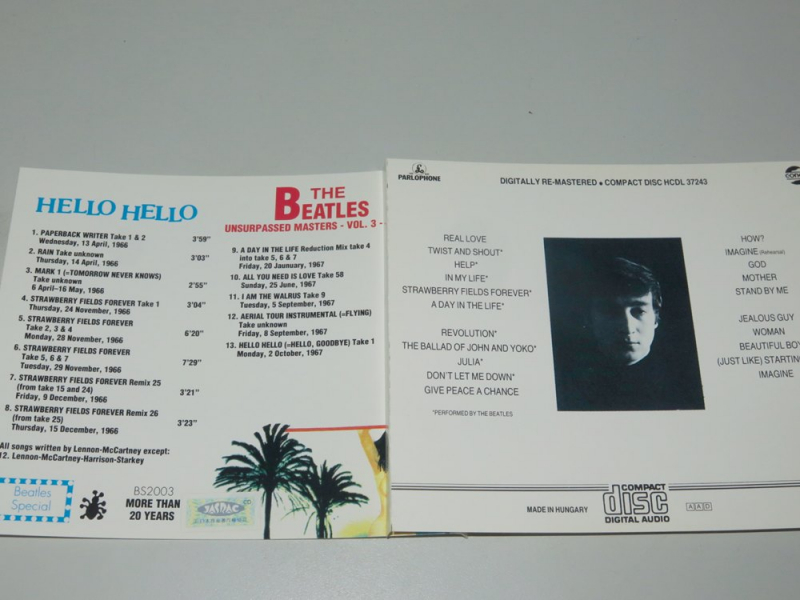 HELLO HELLO
THE
BEATLES
UNSURPASSED MASTERS - VOL. 3 -
1. PAPERBACK WRITER Take 1 & 2 3'59"
Wednesday, 13 April, 1966
2. RAIN Take unknown 3'03"
Thursday, 14 April, 1966
3. MARK 1 (=TOMORROW NEVER KNOWS)
Take unknown 2'55"
6 April–16 May, 1966
4. STRAWBERRY FIELDS FOREVER Take 1 3'04"
Thursday, 24 November, 1966
5. STRAWBERRY FIELDS FOREVER
Take 2, 3 & 4 6'20"
Monday, 28 November, 1966
6. STRAWBERRY FIELDS FOREVER
Take 5, 6 & 7 7'29"
Tuesday, 29 November, 1966
7. STRAWBERRY FIELDS FOREVER Remix 25
(from take 15 and 24) 3'21"
Friday, 9 December, 1966
8. STRAWBERRY FIELDS FOREVER Remix 26
(from take 25) 3'23"
Thursday, 15 December, 1966
All songs written by Lennon-McCartney except:
12. Lennon-McCartney-Harrison-Starkey
9. A DAY IN THE LIFE Reduction Mix take 4
into take 5, 6 & 7
Friday, 20 Jaunuary, 1967
10. ALL YOU NEED IS LOVE Take 58
Sunday, 25 June, 1967
11. I AM THE WALRUS Take 9
Tuesday, 5 September, 1967
12. AERIAL TOUR INSTRUMENTAL (=FLYING)
Take unknown
Friday, 8 September, 1967
13. HELLO HELLO (=HELLO, GOODBYE) Take 1
Monday, 2 October, 1967
Beatles
Special
BS2003
MORE THAN
20 YEARS
JASRAC
PARLOPHONE
DIGITALLY RE-MASTERED • COMPACT DISC HCDL 37243
REAL LOVE
TWIST AND SHOUT*
HELP*
IN MY LIFE*
STRAWBERRY FIELDS FOREVER*
A DAY IN THE LIFE*
REVOLUTION*
THE BALLAD OF JOHN AND YOKO*
JULIA*
DON'T LET ME DOWN*
GIVE PEACE A CHANCE
*PERFORMED BY THE BEATLES
HOW?
IMAGINE (Rehearsal)
GOD
MOTHER
STAND BY ME
JEALOUS GUY
WOMAN
BEAUTIFUL BOY
(JUST LIKE) STARTIN
IMAGINE
MADE IN HUNGARY
COMPACT
disc
DIGITAL AUDIO
AAD